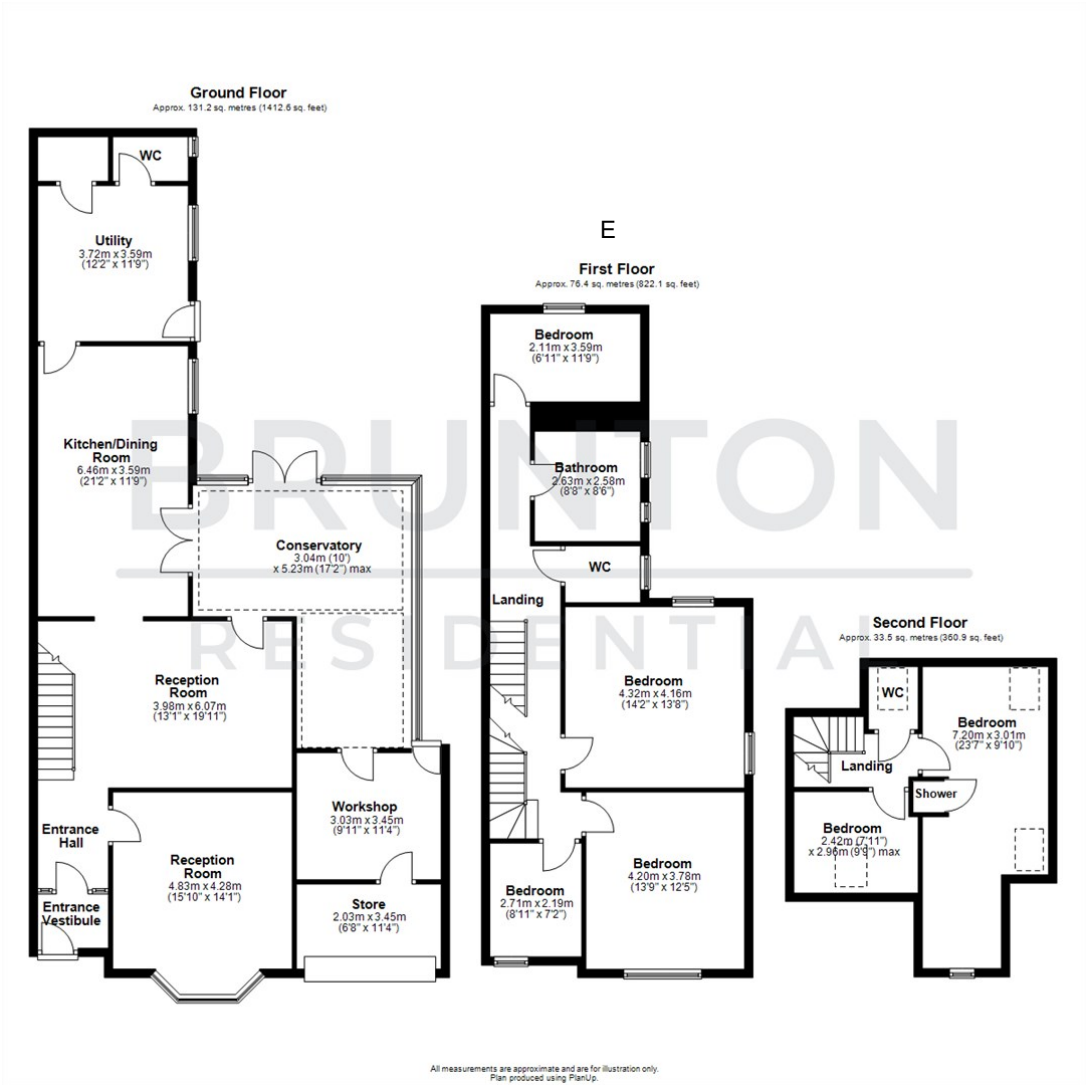 Ground Floor
Approx. 131.2 sq. metres (1412.6 sq. feet)
WC
Utility
3.72m x 3.59m
(12'2" x 11'9")
Kitchen/Dining
Room
6.46m x 3.59m
(21'2" x 11'9")
Conservatory
3.04m (10')
x 5.23m (17'2") max
Reception
Room
3.98m x 6.07m
(13'1" x 19'11")
Workshop
3.03m x 3.45m
(9'11" x 11'4")
Entrance
Hall
Reception
Room
4.83m x 4.28m
(15'10" x 14'1")
Entrance
Vestibule
Store
2.03m x 3.45m
(6'8" x 11'4")
E
First Floor
Approx. 76.4 sq. metres (822.1 sq. feet)
Bedroom
2.11m x 3.59m
(6'11" x 11'9")
Bathroom
2.63m x 2.58m
(8'8" x 8'6")
WC
Landing
Bedroom
4.32m x 4.16m
(14'2" x 13'8")
Bedroom
4.20m x 3.78m
(13'9" x 12'5")
Bedroom
2.71m x 2.19m
(8'11" x 7'2")
Second Floor
Approx. 33.5 sq. metres (360.9 sq. feet)
WC
Bedroom
7.20m x 3.01m
(23'7" x 9'10")
Landing
Shower
Bedroom
2.42m (7'11")
x 2.96m (9'9") max
BRUNTON
RESIDENTIAL
All measurements are approximate and are for illustration only.
Plan produced using PlanUp.